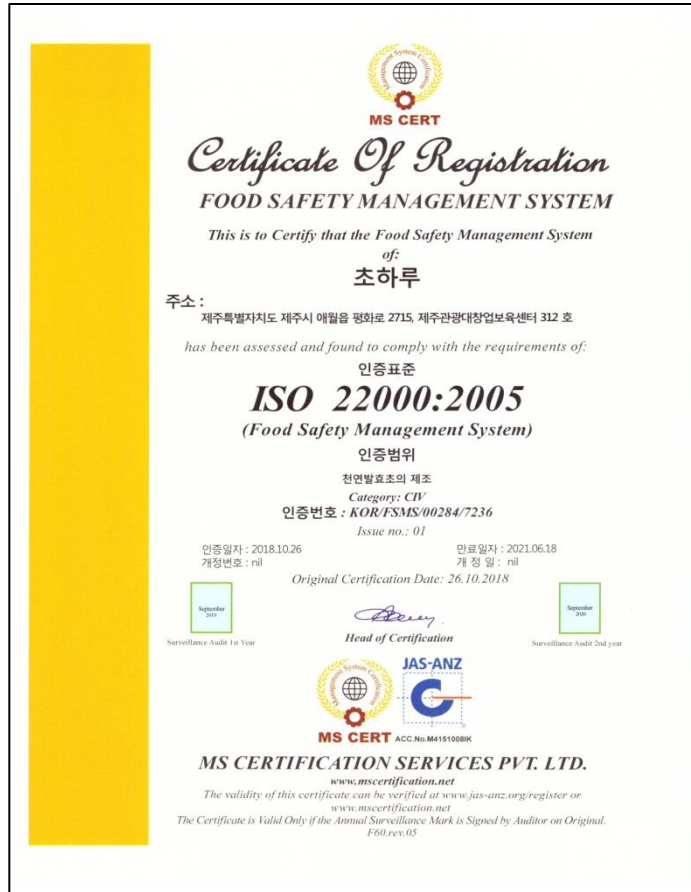 Management System Certification
MS CERT
Certificate Of Registration
FOOD SAFETY MANAGEMENT SYSTEM
This is to Certify that the Food Safety Management System
of:
초하루
주소 :
제주특별자치도 제주시 애월읍 평화로 2715, 제주관광대창업보육센터 312 호
has been assessed and found to comply with the requirements of:
인증표준
ISO 22000:2005
(Food Safety Management System)
인증범위
천연발효초의 제조
Category: CIV
인증번호 : KOR/FSMS/00284/7236
Issue no.: 01
인증일자 : 2018.10.26 만료일자 : 2021.06.18
개정번호 : nil 개 정 일 : nil
Original Certification Date: 26.10.2018
September
2019
September
2020
Surveillance Audit 1st Year Head of Certification Surveillance Audit 2nd year
Management System Certification
JAS-ANZ
MS CERT ACC.No.M4151008IK
MS CERTIFICATION SERVICES PVT. LTD.
www.mscertification.net
The validity of this certificate can be verified at www.jas-anz.org/register or
www.mscertification.net
The Certificate is Valid Only if the Annual Surveillance Mark is Signed by Auditor on Original.
F60.rev.05